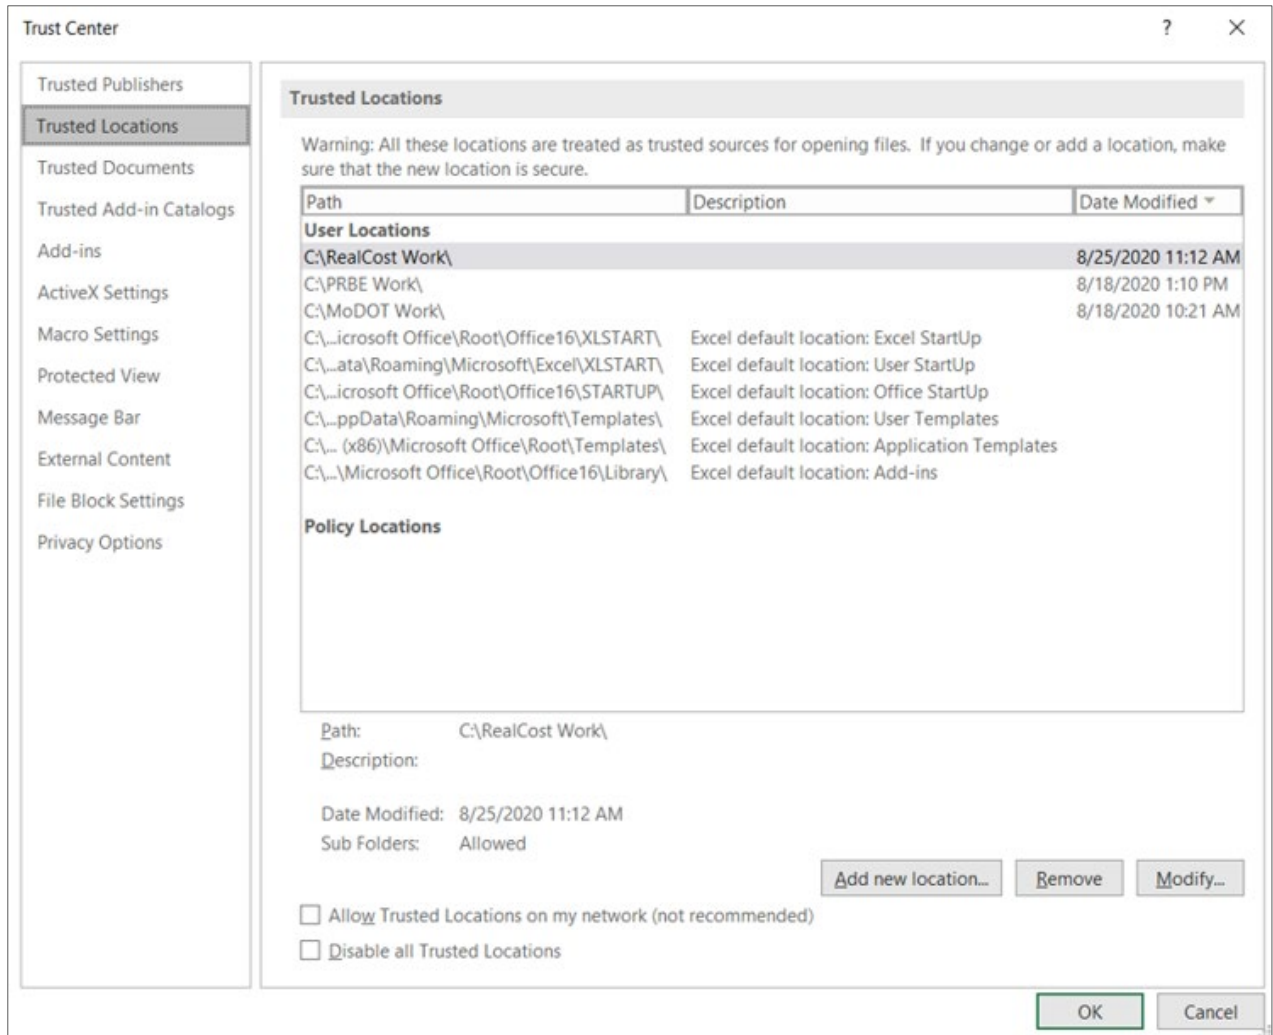 Trust Center ? ×
Trusted Publishers
Trusted Locations
Trusted Documents
Trusted Add-in Catalogs
Add-ins
ActiveX Settings
Macro Settings
Protected View
Message Bar
External Content
File Block Settings
Privacy Options
Trusted Locations
Warning: All these locations are treated as trusted sources for opening files. If you change or add a location, make
sure that the new location is secure.
Path Description Date Modified
User Locations
C:\RealCost Work\ 8/25/2020 11:12 AM
C:\PRBE Work\ 8/18/2020 1:10 PM
C:\MoDOT Work\ 8/18/2020 10:21 AM
C:\...icrosoft Office\Root\Office16\XLSTART\ Excel default location: Excel StartUp
C:\...ata\Roaming\Microsoft\Excel\XLSTART\ Excel default location: User StartUp
C:\...icrosoft Office\Root\Office16\STARTUP\ Excel default location: Office StartUp
C:\...ppData\Roaming\Microsoft\Templates\ Excel default location: User Templates
C:\... (x86)\Microsoft Office\Root\Templates\ Excel default location: Application Templates
C:\...\Microsoft Office\Root\Office16\Library\ Excel default location: Add-ins
Policy Locations
Path: C:\RealCost Work\
Description:
Date Modified: 8/25/2020 11:12 AM
Sub Folders: Allowed
Add new location... Remove Modify...
Allow Trusted Locations on my network (not recommended)
Disable all Trusted Locations
OK Cancel